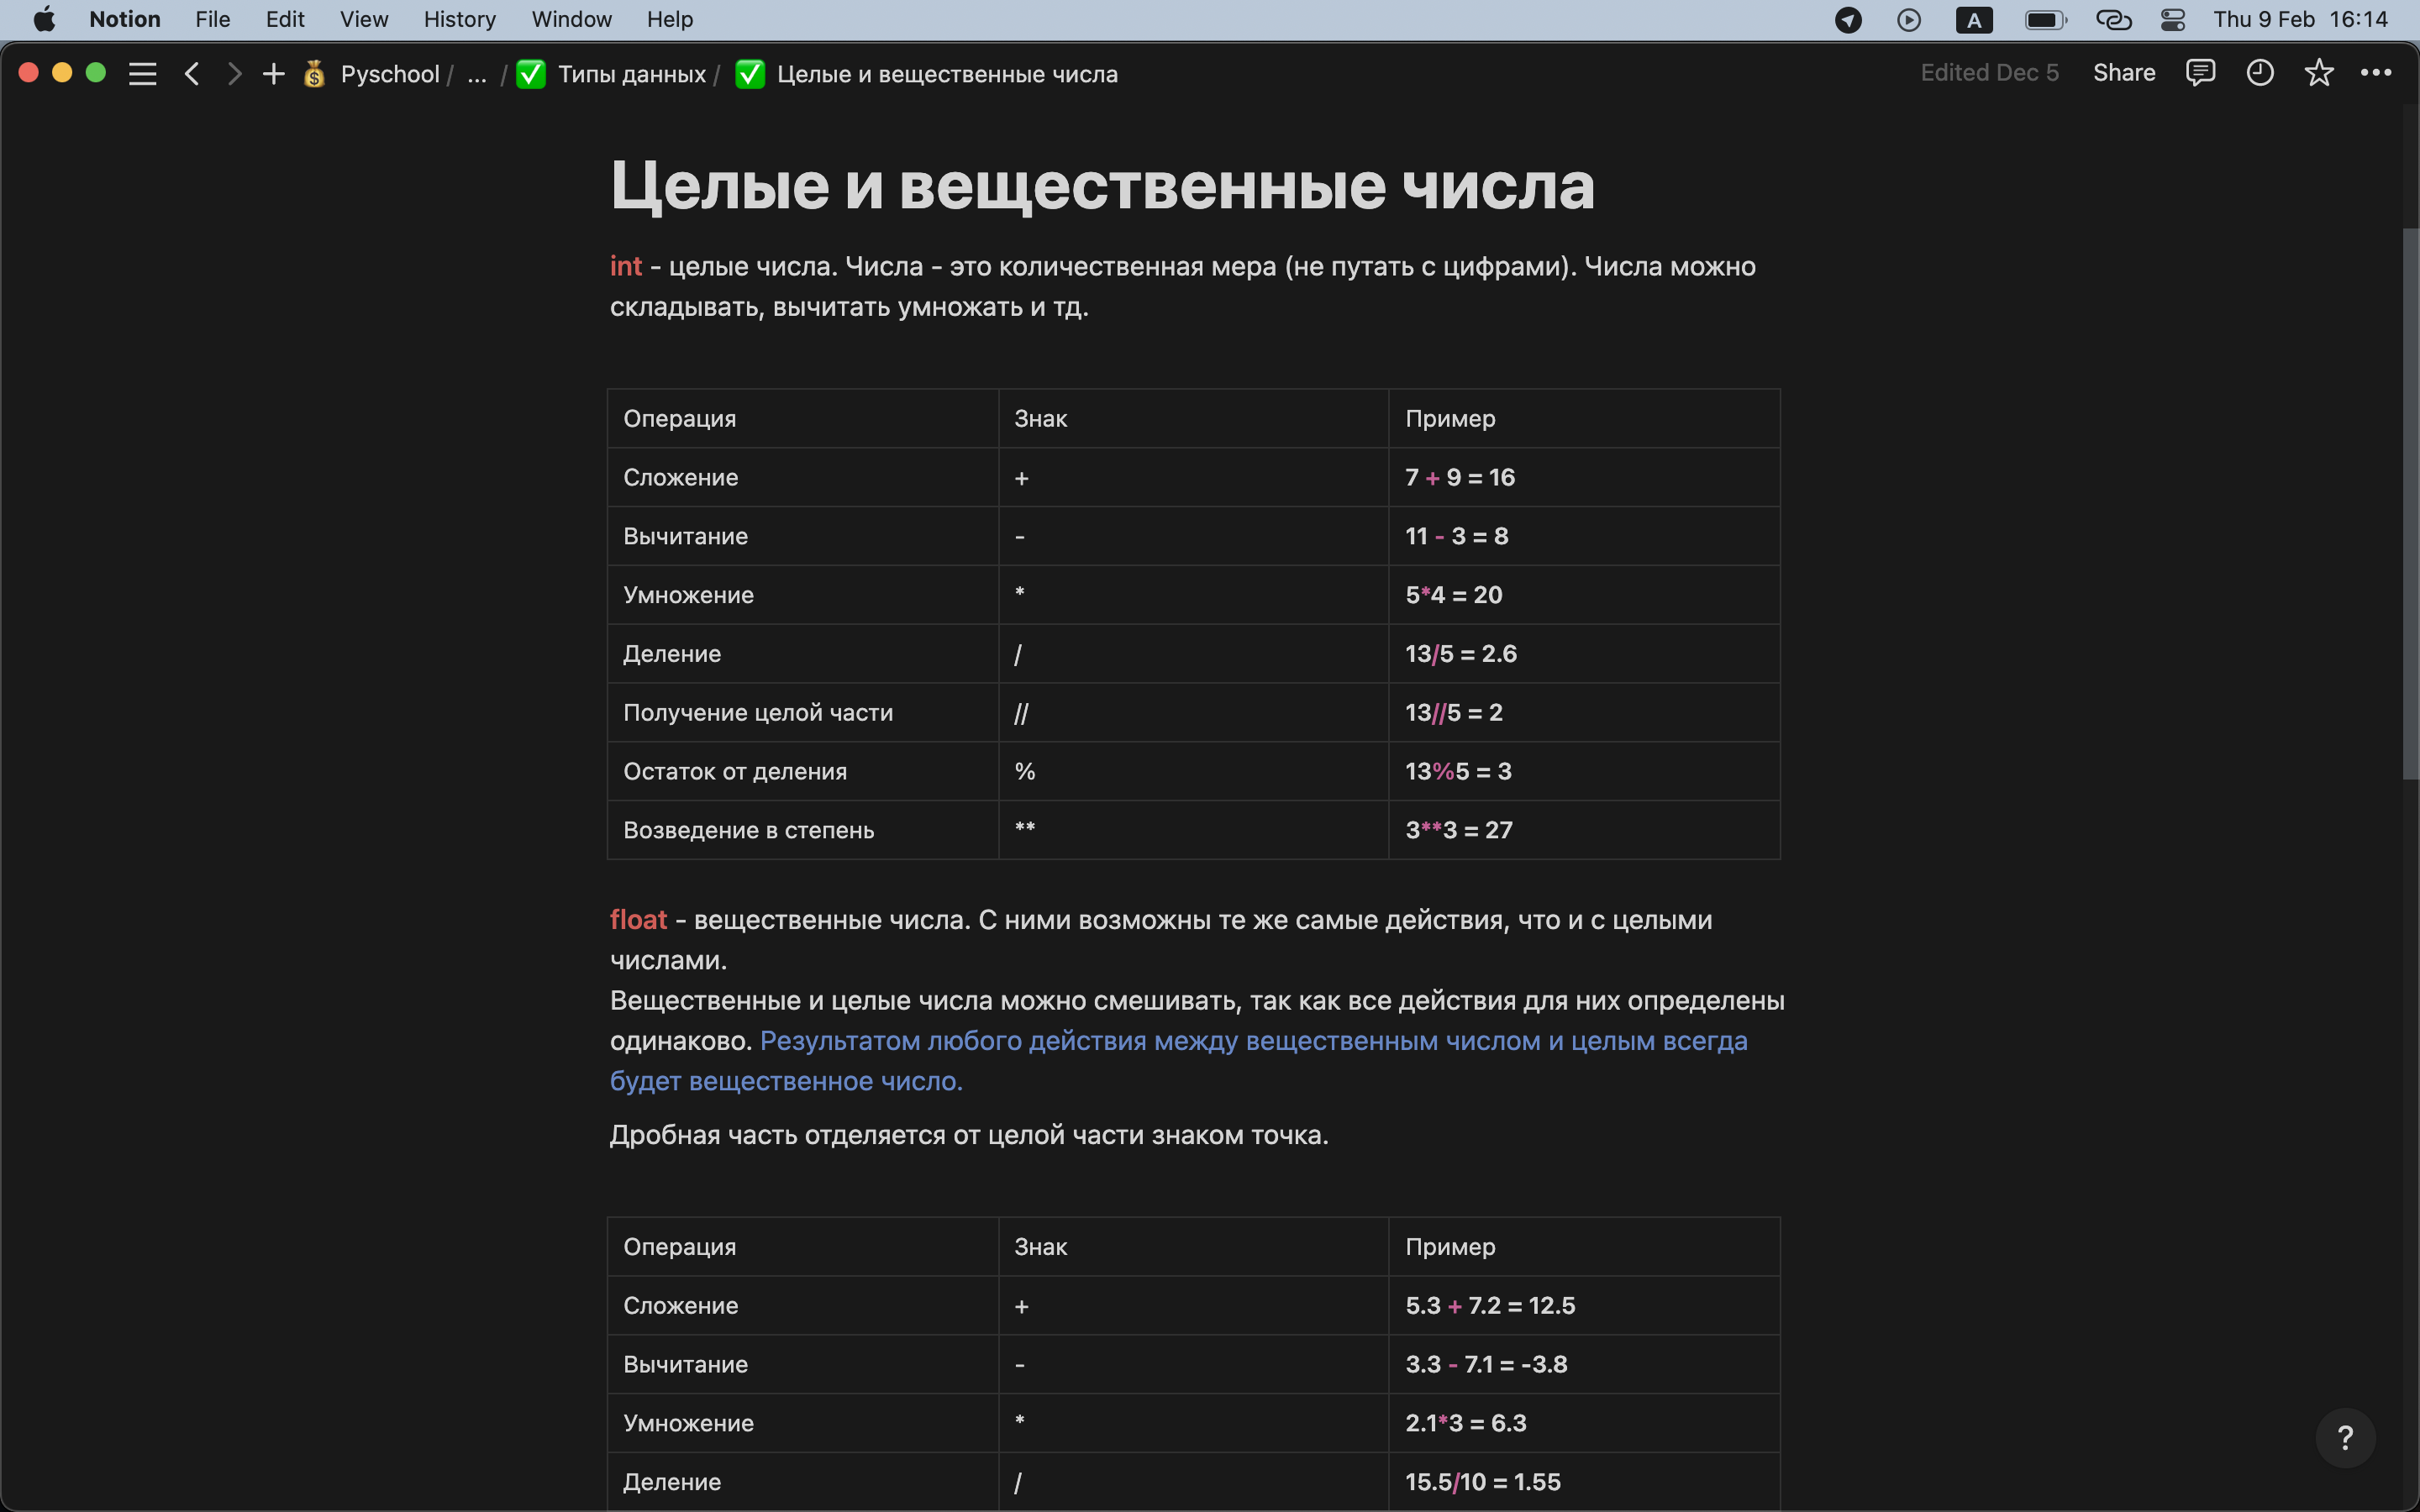 Notion File Edit View History Window Help A Thu 9 Feb 16:14
Pyschool / ... / Типы данных / Целые и вещественные числа Edited Dec 5 Share
Целые и вещественные числа
int - целые числа. Числа - это количественная мера (не путать с цифрами). Числа можно
складывать, вычитать умножать и тд.
Операция Знак Пример
Сложение + 7 + 9 = 16
Вычитание - 11 - 3 = 8
Умножение * 5*4 = 20
Деление / 13/5 = 2.6
Получение целой части // 13//5 = 2
Остаток от деления % 13%5 = 3
Возведение в степень ** 3**3 = 27
float - вещественные числа. С ними возможны те же самые действия, что и с целыми
числами.
Вещественные и целые числа можно смешивать, так как все действия для них определены
одинаково. Результатом любого действия между вещественным числом и целым всегда
будет вещественное число.
Дробная часть отделяется от целой части знаком точка.
Операция Знак Пример
Сложение + 5.3 + 7.2 = 12.5
Вычитание - 3.3 - 7.1 = -3.8
Умножение * 2.1*3 = 6.3
Деление / 15.5/10 = 1.55
?